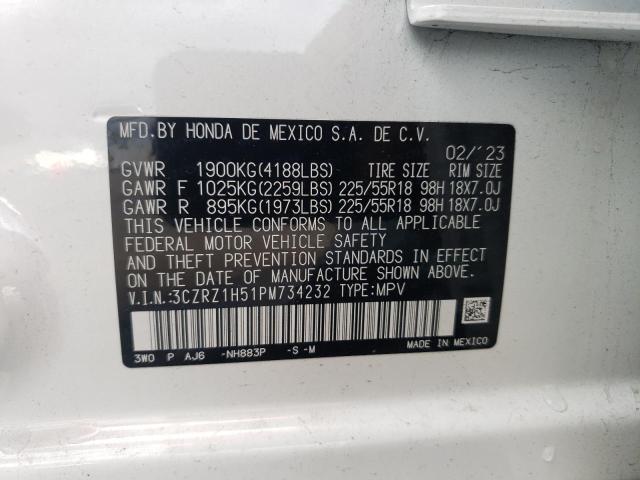 MFD.BY HONDA DE MEXICO S.A. DE C.V.
02/'23
GVWR 1900KG(4188LBS) TIRE SIZE RIM SIZE
GAWR F 1025KG(2259LBS) 225/55R18 98H 18X7.0J
GAWR R 895KG(1973LBS) 225/55R18 98H 18X7.0J
THIS VEHICLE CONFORMS TO ALL APPLICABLE
FEDERAL MOTOR VEHICLE SAFETY
AND THEFT PREVENTION STANDARDS IN EFFECT
ON THE DATE OF MANUFACTURE SHOWN ABOVE.
V.I.N.:3CZRZ1H51PM734232 TYPE:MPV
3W0 P AJ6 -NH883P -S -M
MADE IN MEXICO